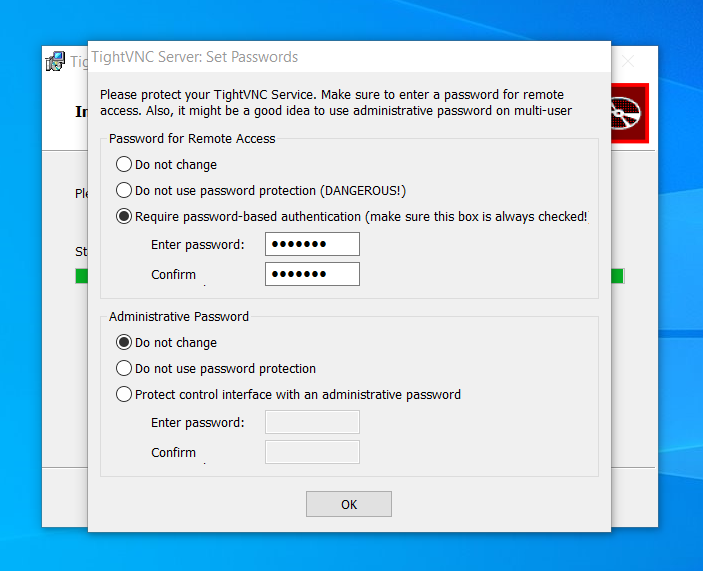 TightVNC Server: Set Passwords
Please protect your TightVNC Service. Make sure to enter a password for remote
access. Also, it might be a good idea to use administrative password on multi-user
Password for Remote Access
Do not change
Do not use password protection (DANGEROUS!)
Require password-based authentication (make sure this box is always checked!
Enter password:
Confirm
Administrative Password
Do not change
Do not use password protection
Protect control interface with an administrative password
Enter password:
Confirm
OK